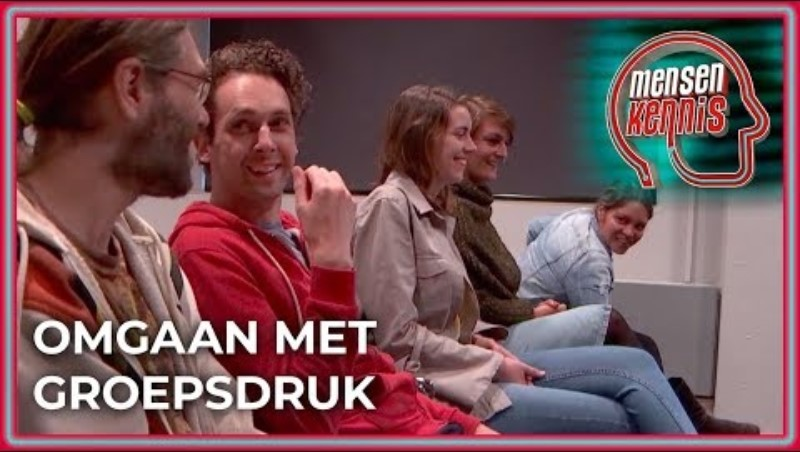 mensen
kennis
OMGAAN MET
GROEPSDRUK